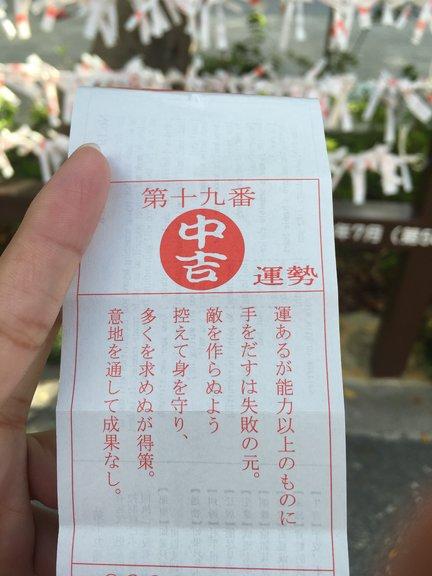 第十九番
中吉
運勢
運あるが能力以上のものに
手をだすは失敗の元。
敵を作らぬよう
控えて身を守り、
多くを求めぬが得策。
意地を通して成果なし。
年7月